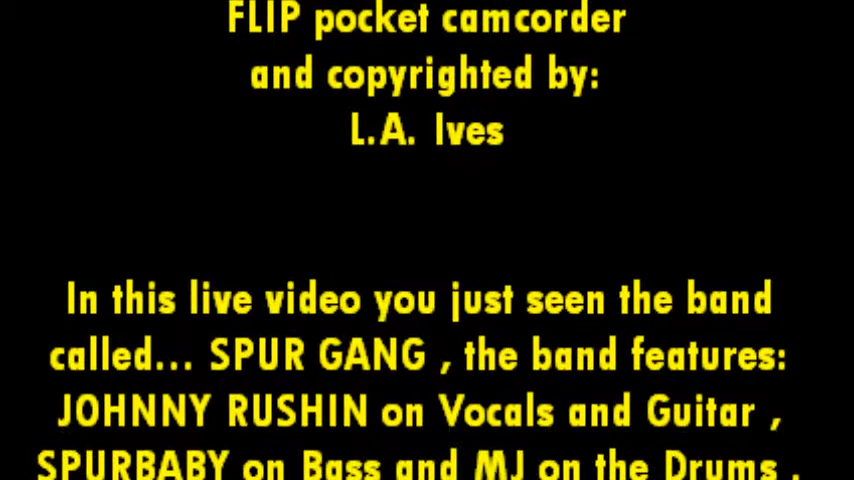 FLIP pocket camcorder
and copyrighted by:
L.A. Ives
In this live video you just seen the band
called... SPUR GANG , the band features:
JOHNNY RUSHIN on Vocals and Guitar ,
SPURBABY on Bass and MJ on the Drums .